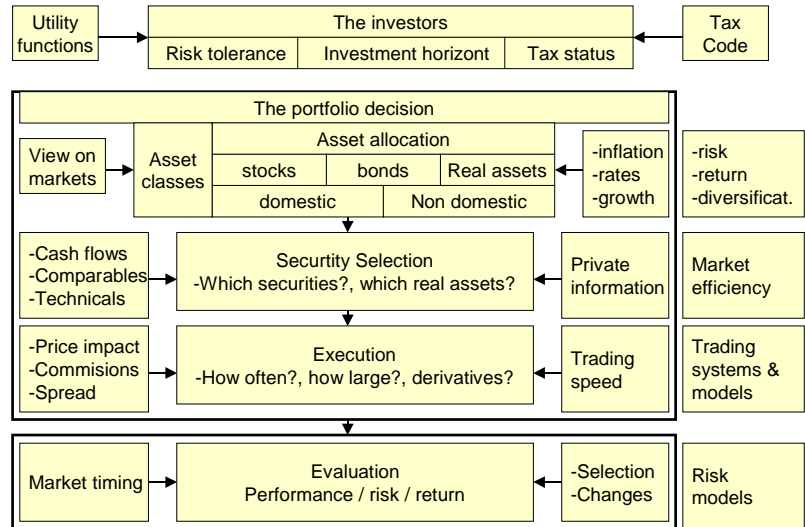 Utility
functions
The investors
Risk tolerance
Investment horizont
Tax status
Tax
Code
The portfolio decision
View on
markets
Asset
classes
Asset allocation
stocks
bonds
Real assets
domestic
Non domestic
-inflation
-rates
-growth
-risk
-return
-diversificat.
-Cash flows
-Comparables
-Technicals
Securtity Selection
-Which securities?, which real assets?
Private
information
Market
efficiency
-Price impact
-Commisions
-Spread
Execution
-How often?, how large?, derivatives?
Trading
speed
Trading
systems &
models
Market timing
Evaluation
Performance / risk / return
-Selection
-Changes
Risk
models